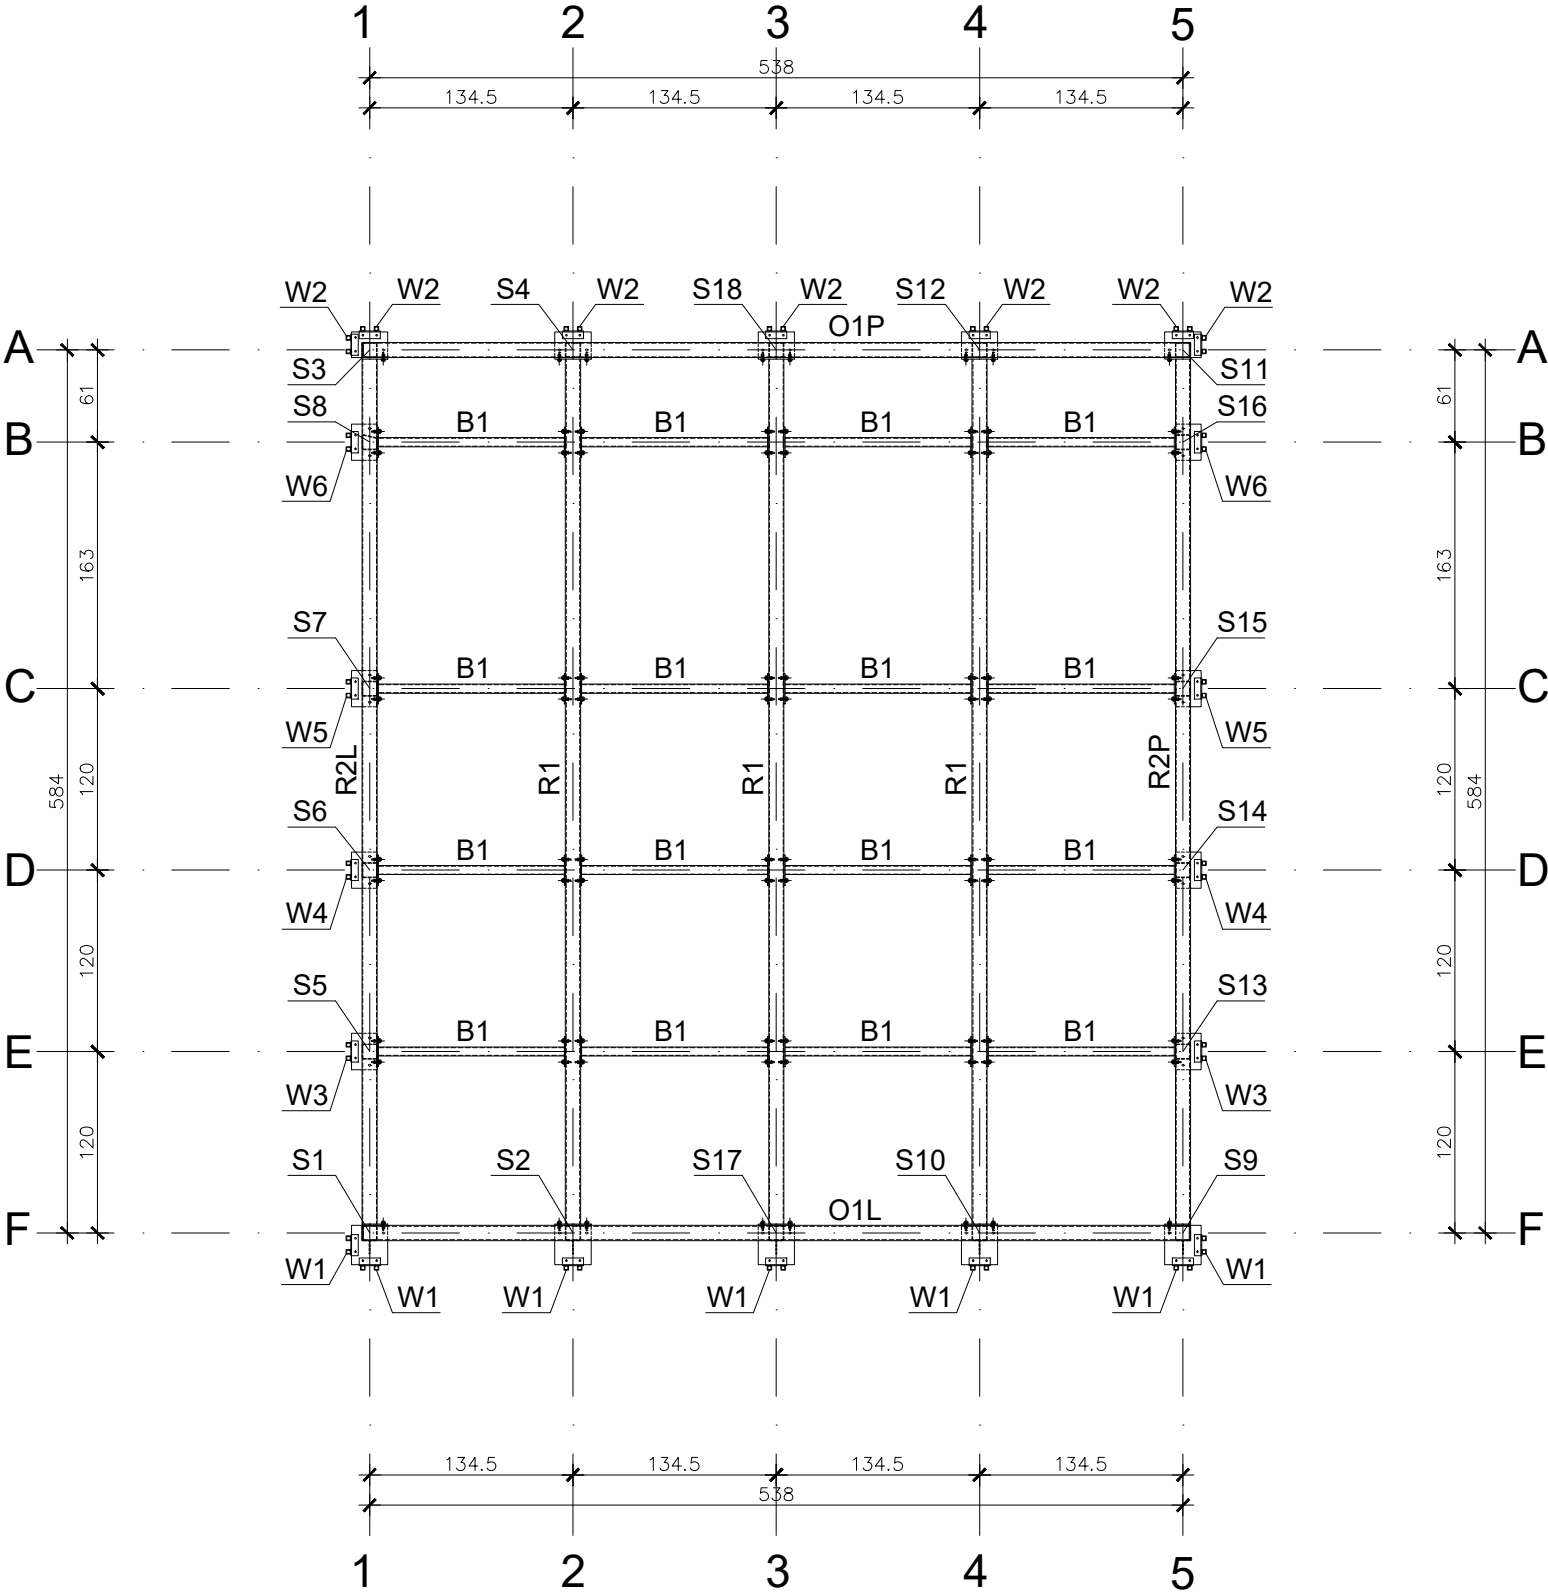 1 2 3 4 5
538
134.5 134.5 134.5 134.5
W2 W2 S4 W2 S18 W2 S12 W2 W2 W2
O1P
A A
S3 S11
61 61
S8 B1 B1 B1 B1 S16
B B
W6 W6
163 163
S7 B1 B1 B1 B1 S15
C C
W5 W5
R2L R1 R1 R1 R2P
584 120 120 584
S6 B1 B1 B1 B1 S14
D D
W4 W4
120 120
S5 B1 B1 B1 B1 S13
E E
W3 W3
120 120
S1 S2 S17 S10 S9
O1L
F F
W1 W1
W1 W1 W1 W1 W1
134.5 134.5 134.5 134.5
538
1 2 3 4 5